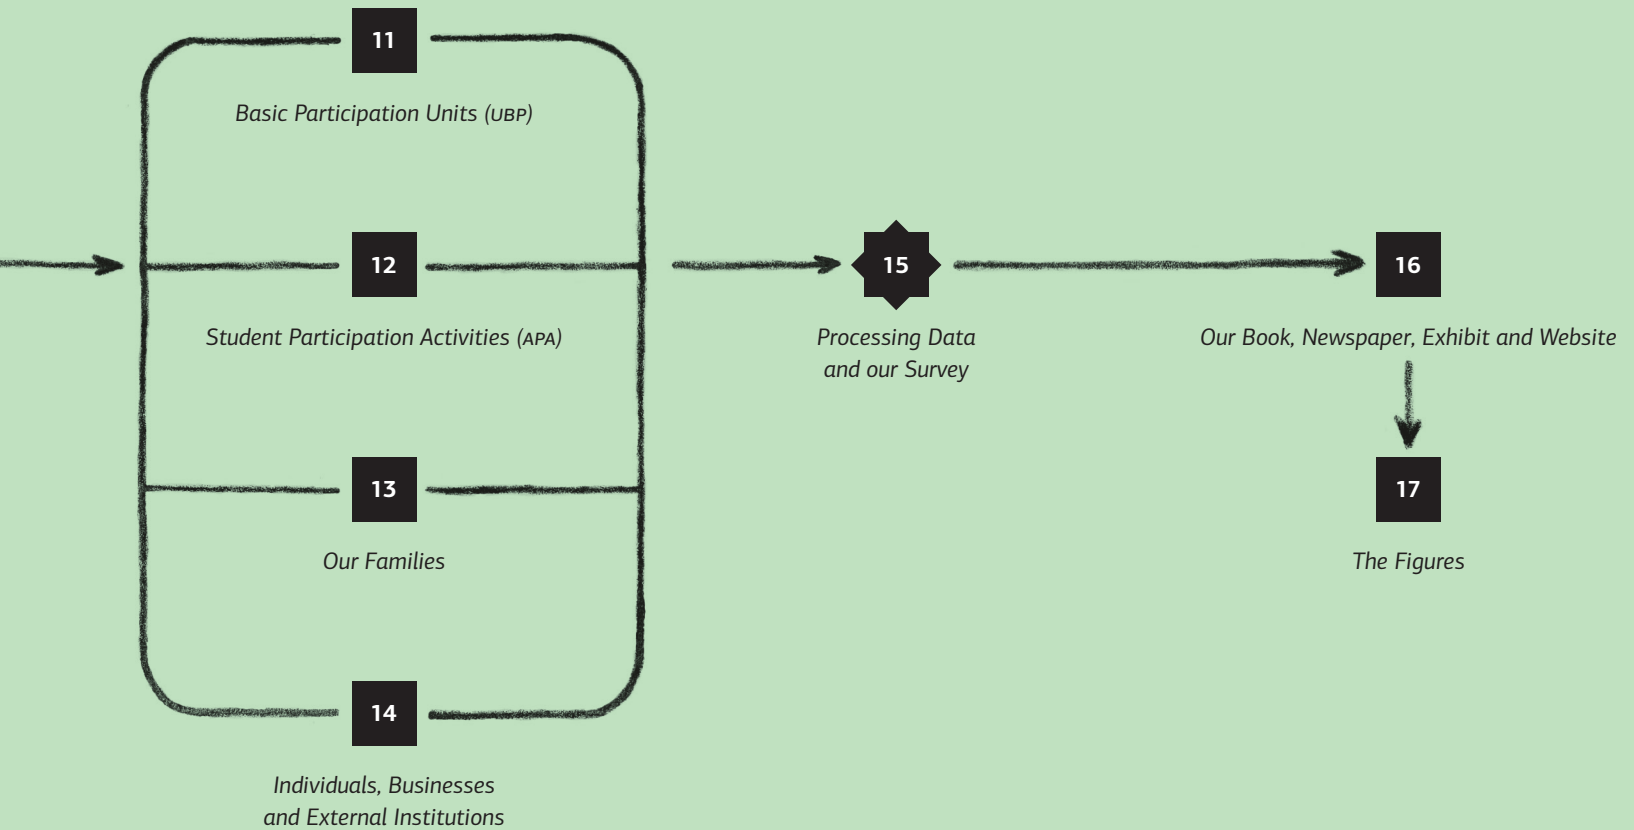 11
Basic Participation Units (UBP)
12
Student Participation Activities (APA)
13
Our Families
14
Individuals, Businesses
and External Institutions
15
Processing Data
and our Survey
16
Our Book, Newspaper, Exhibit and Website
17
The Figures